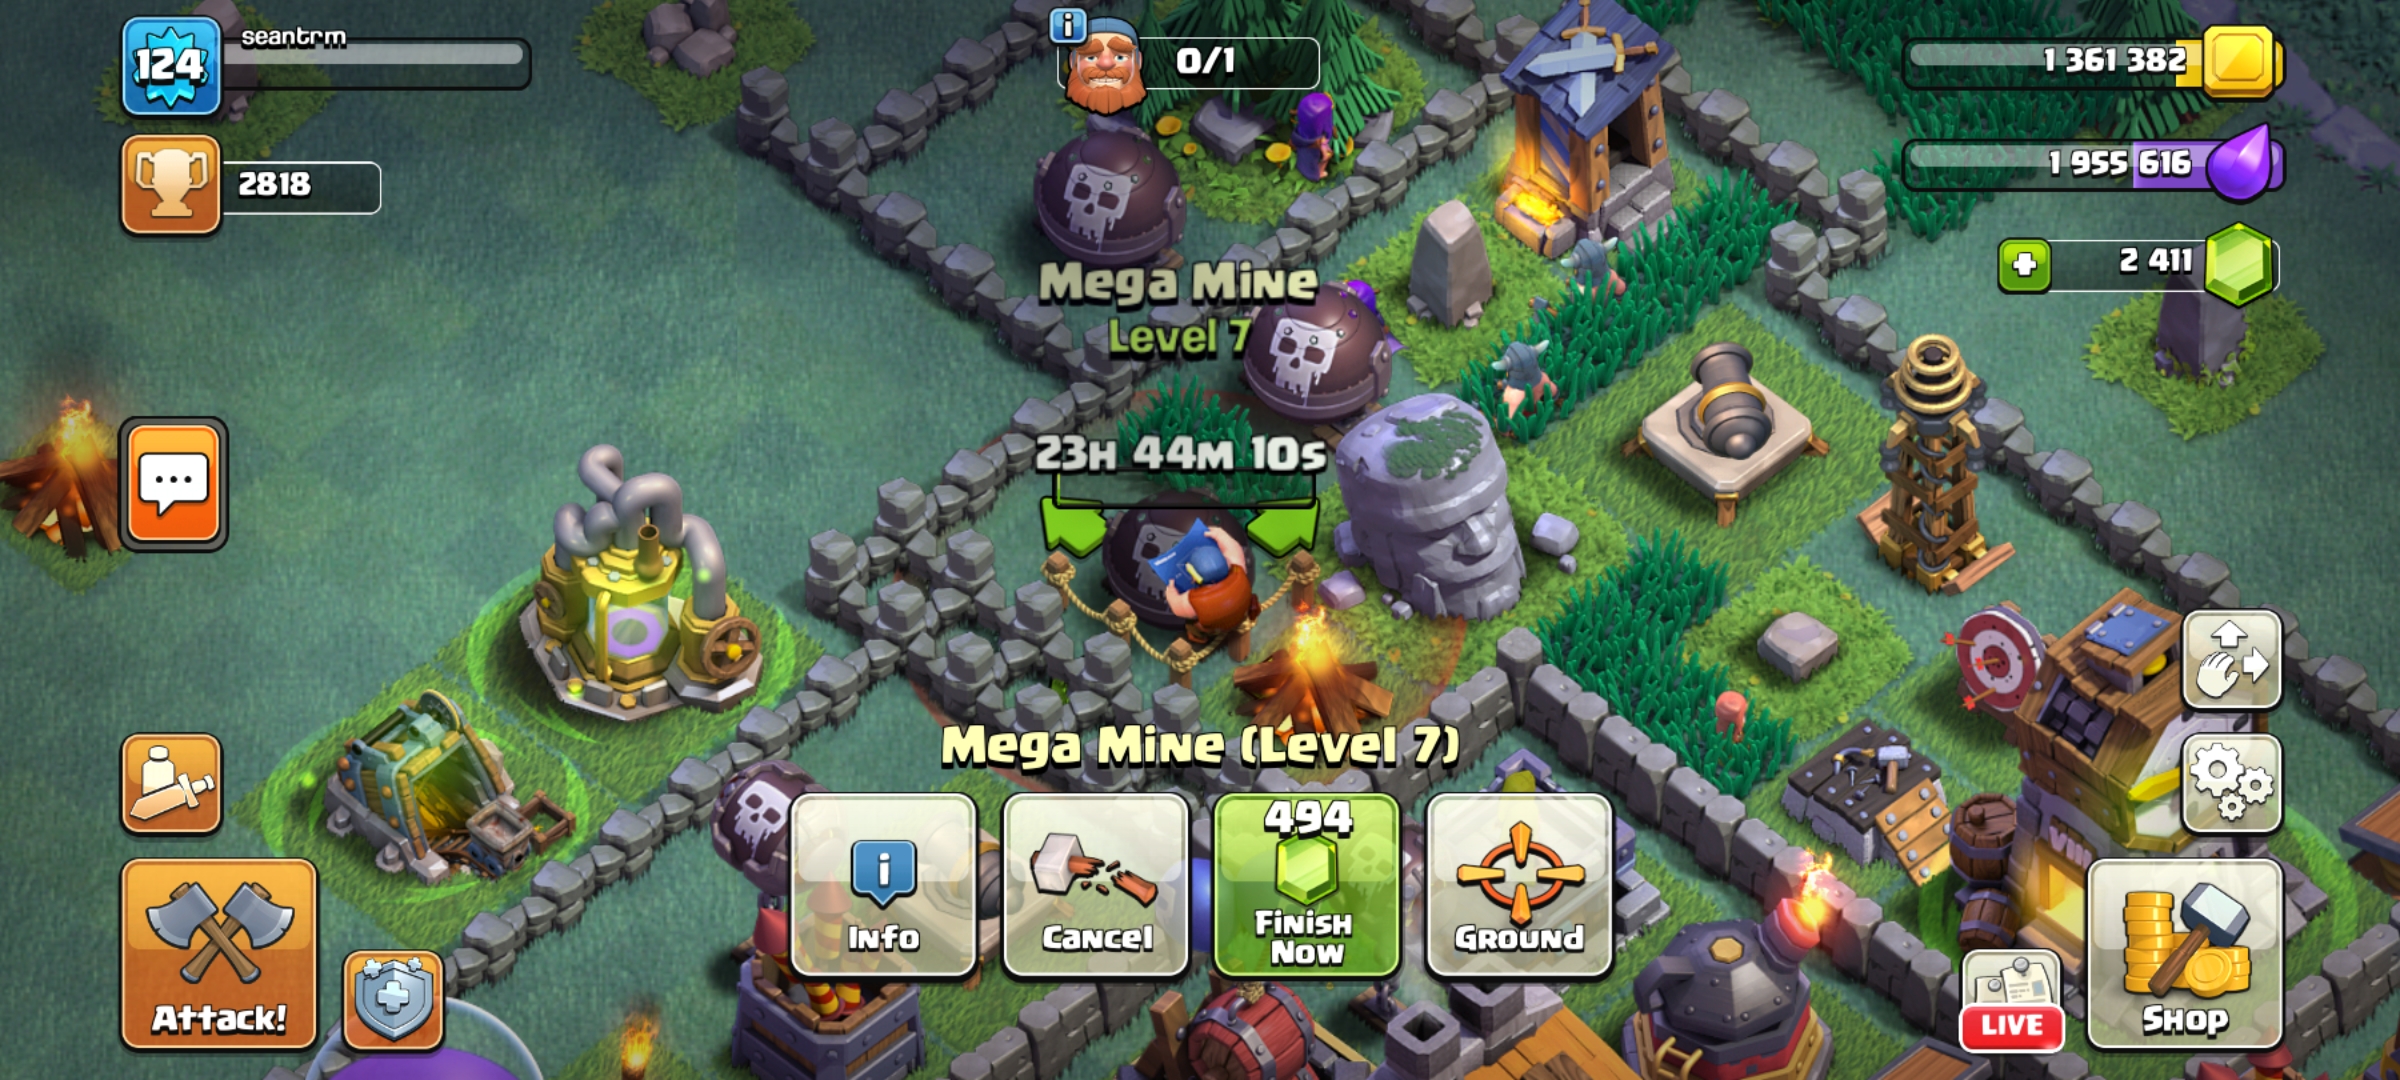 124
seantrm
0/1
1 361 382
2818
1 955 616
2 411
Mega Mine
Level 7
23H 44M 10s
Mega Mine (Level 7)
Info
Cancel
494
Finish
Now
Ground
Attack!
LIVE
Shop